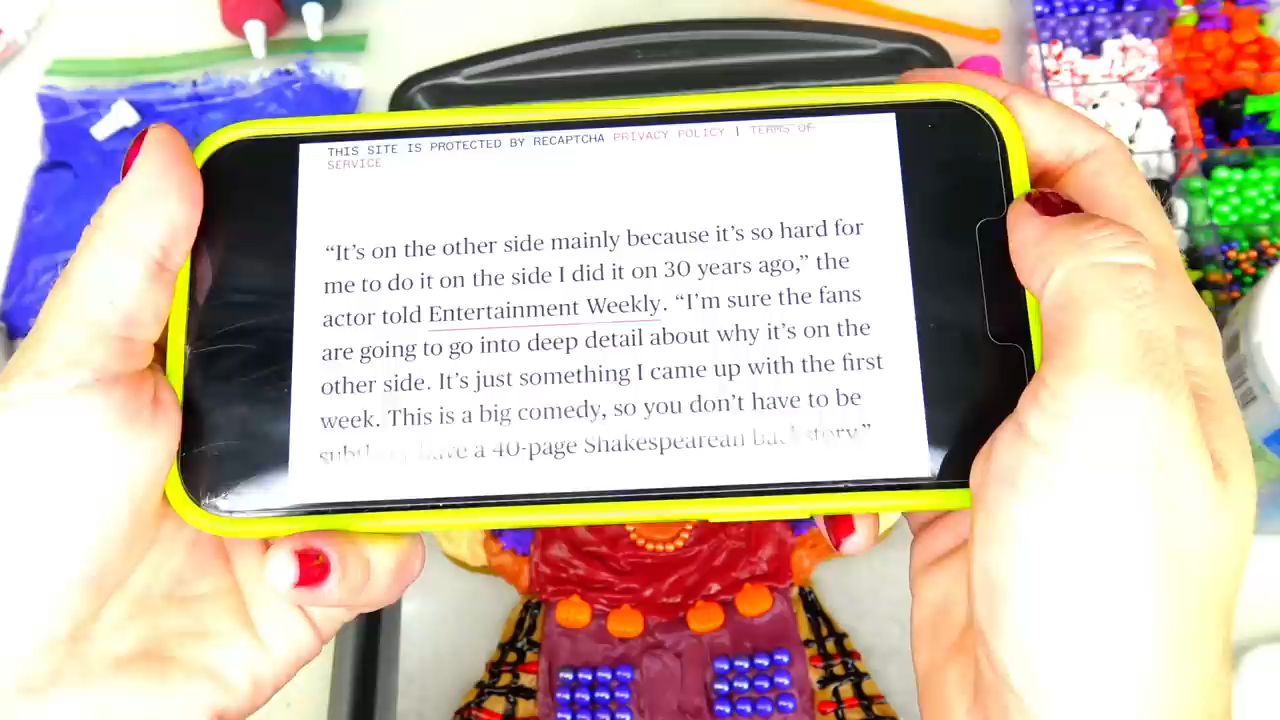 THIS SITE IS PROTECTED BY RECAPTCHA PRIVACY POLICY | TERMS OF
SERVICE
“It’s on the other side mainly because it’s so hard for
me to do it on the side I did it on 30 years ago,” the
actor told Entertainment Weekly. “I’m sure the fans
are going to go into deep detail about why it’s on the
other side. It’s just something I came up with the first
week. This is a big comedy, so you don’t have to be
a 40-page Shakespearean back story.”